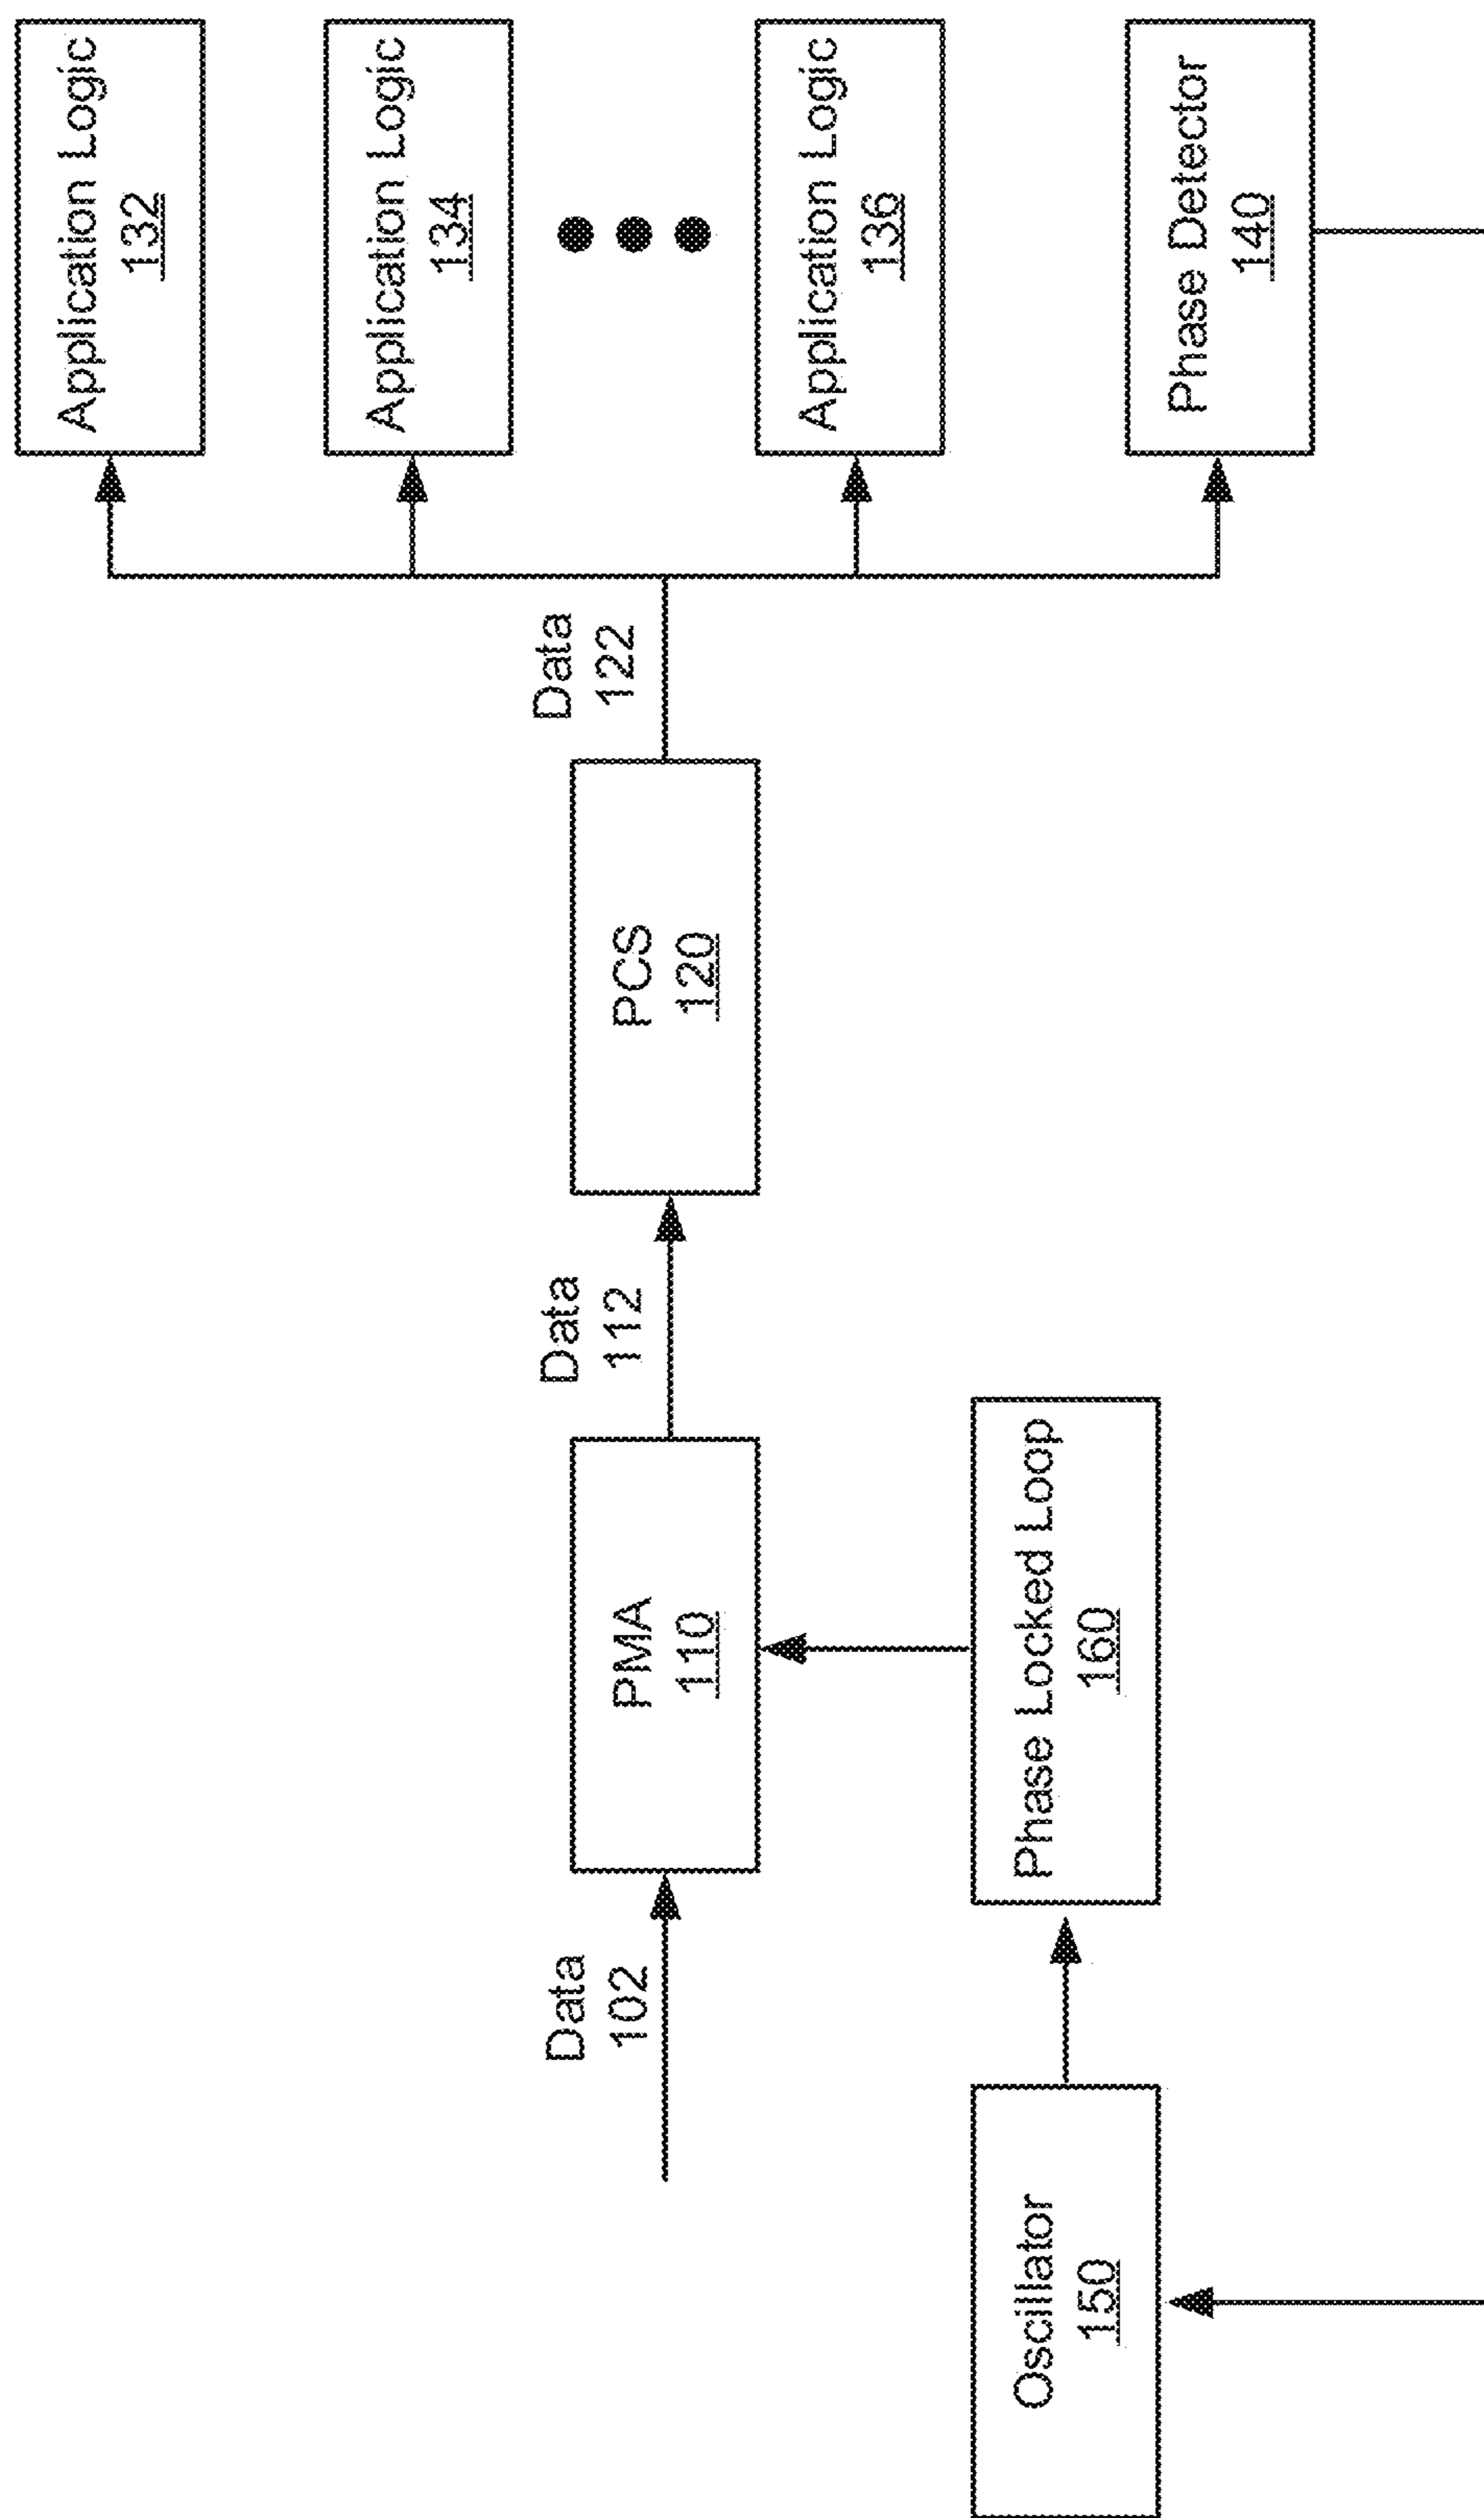 Application Logic
132
Application Logic
134
Application Logic
136
Phase Detector
140
Data
122
PCS
120
Data
112
PMA
110
Phase Locked Loop
160
Data
102
Oscillator
150